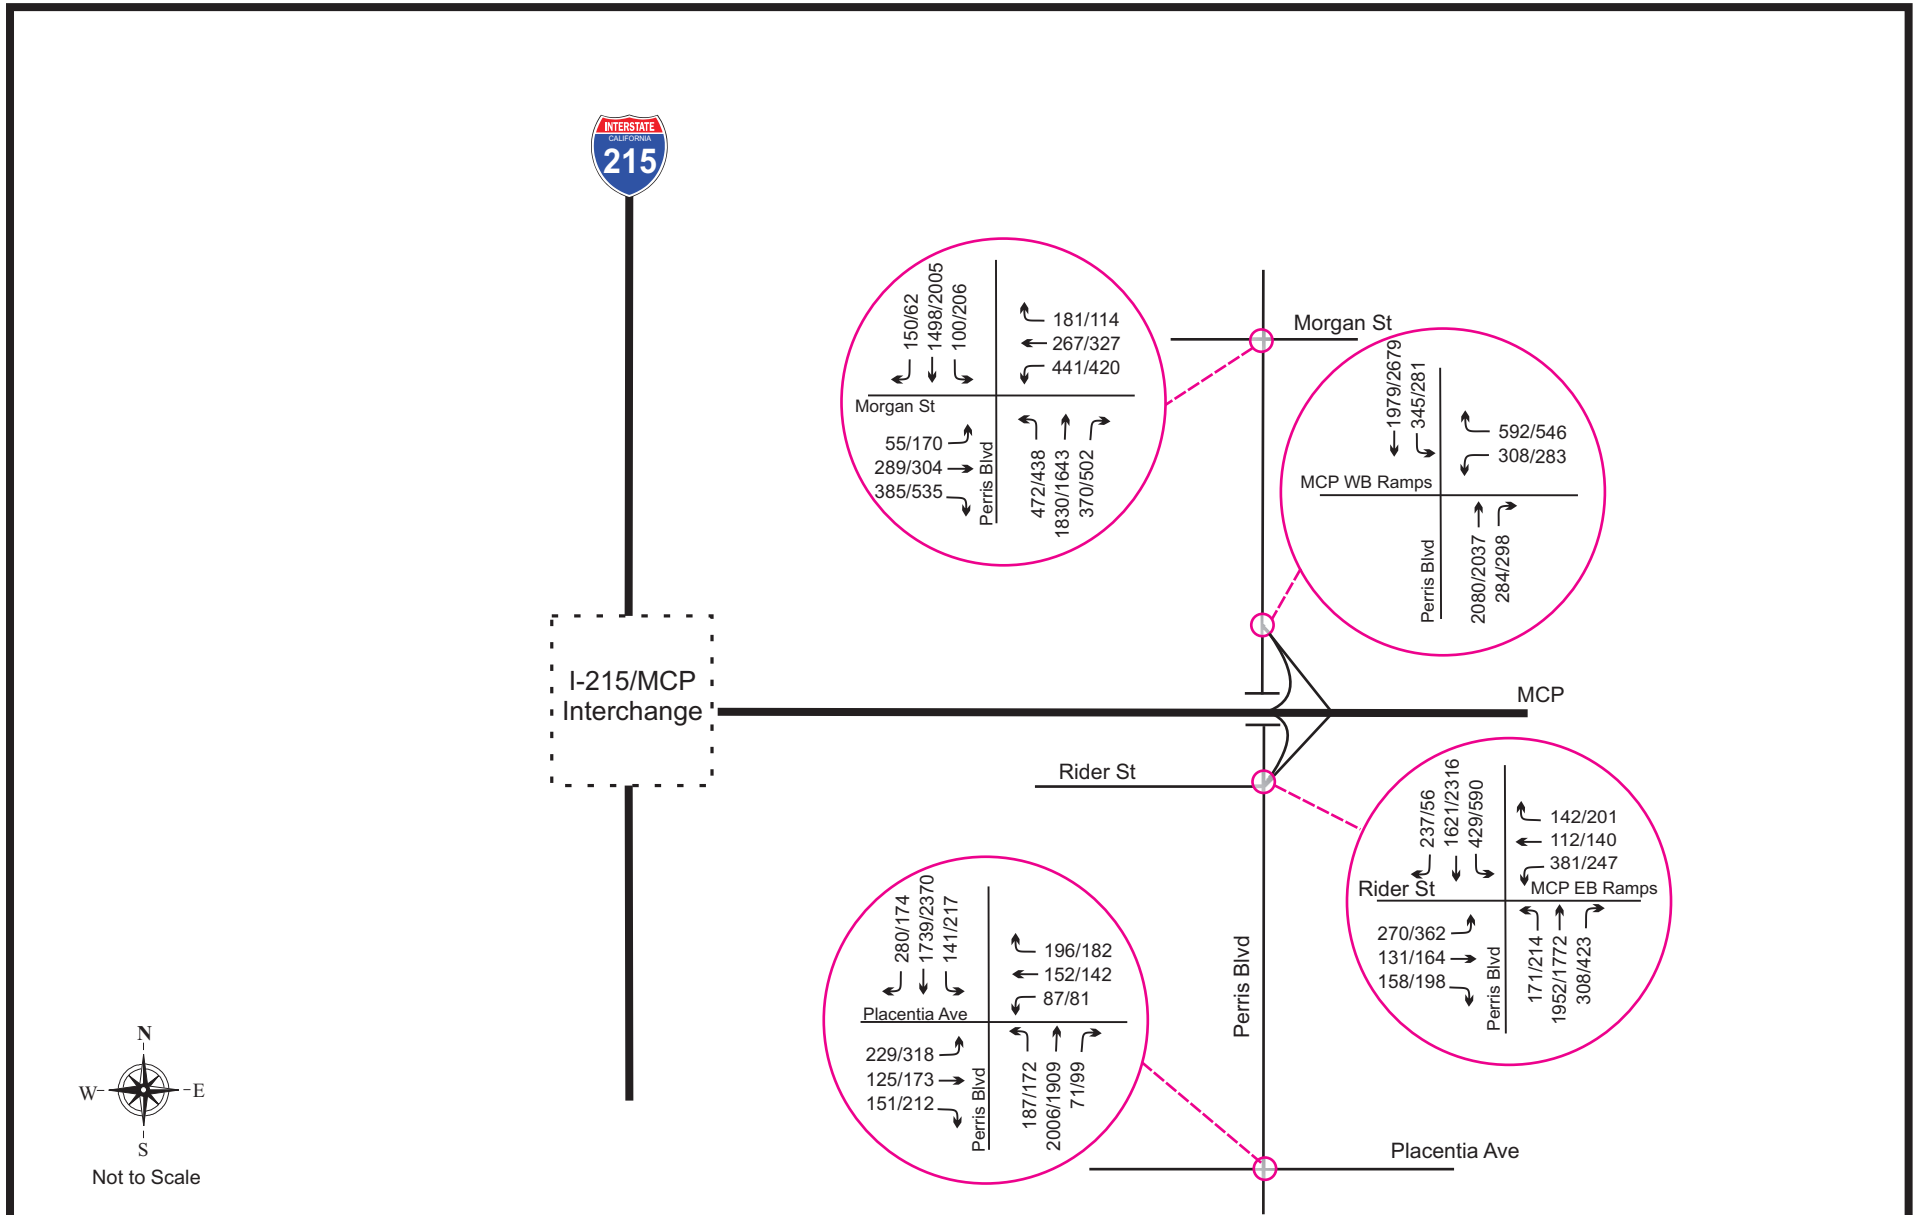 INTERSTATE
CALIFORNIA
215
Morgan St
150/62
1498/2005
100/206
181/114
267/327
441/420
Morgan St
55/170
289/304
385/535
Perris Blvd
472/438
1830/1643
370/502
1979/2679
345/281
592/546
308/283
MCP WB Ramps
Perris Blvd
2080/2037
284/298
I-215/MCP
Interchange
MCP
Rider St
237/56
1621/2316
429/590
142/201
112/140
381/247
Rider St
MCP EB Ramps
270/362
131/164
158/198
Perris Blvd
171/214
1952/1772
308/423
Perris Blvd
280/174
1739/2370
141/217
196/182
152/142
87/81
Placentia Ave
229/318
125/173
151/212
Perris Blvd
187/172
2006/1909
71/99
Placentia Ave
N
W
E
S
Not to Scale